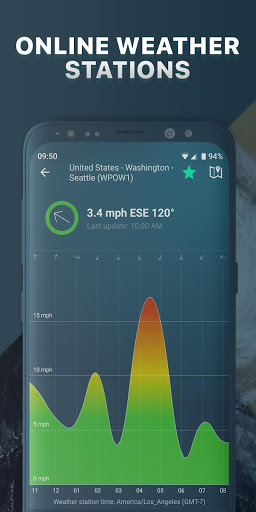 ONLINE WEATHER
STATIONS
09:50
94%
United States - Washington -
Seattle (WPOW1)
3.4 mph ESE 120°
Last update: 10:00 AM
15 mph
10 mph
5 mph
0 mph
11 12 01 02 03 04 05 06 07 08
Weather station time: America/Los_Angeles (GMT-7)